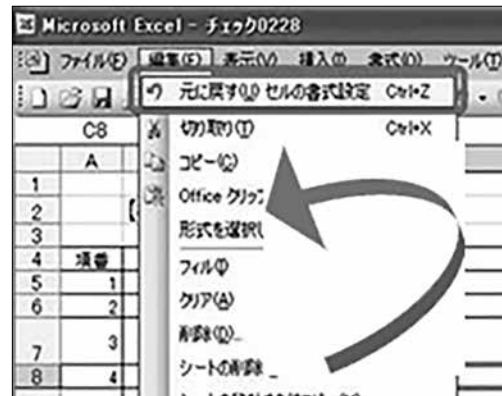 Microsoft Excel - チェック0228
ファイル(F) 編集(E) 表示(V) 挿入(I) 書式(O) ツール(T)
元に戻す(U) セルの書式設定 Ctrl+Z
C8
切り取り(T) Ctrl+X
A
コピー(C)
1
Office クリップ
2
形式を選択し
3
4 項番
フィル(I)
5 1
クリア(A)
6 2
削除(D)...
7 3
シートの削除
8 4